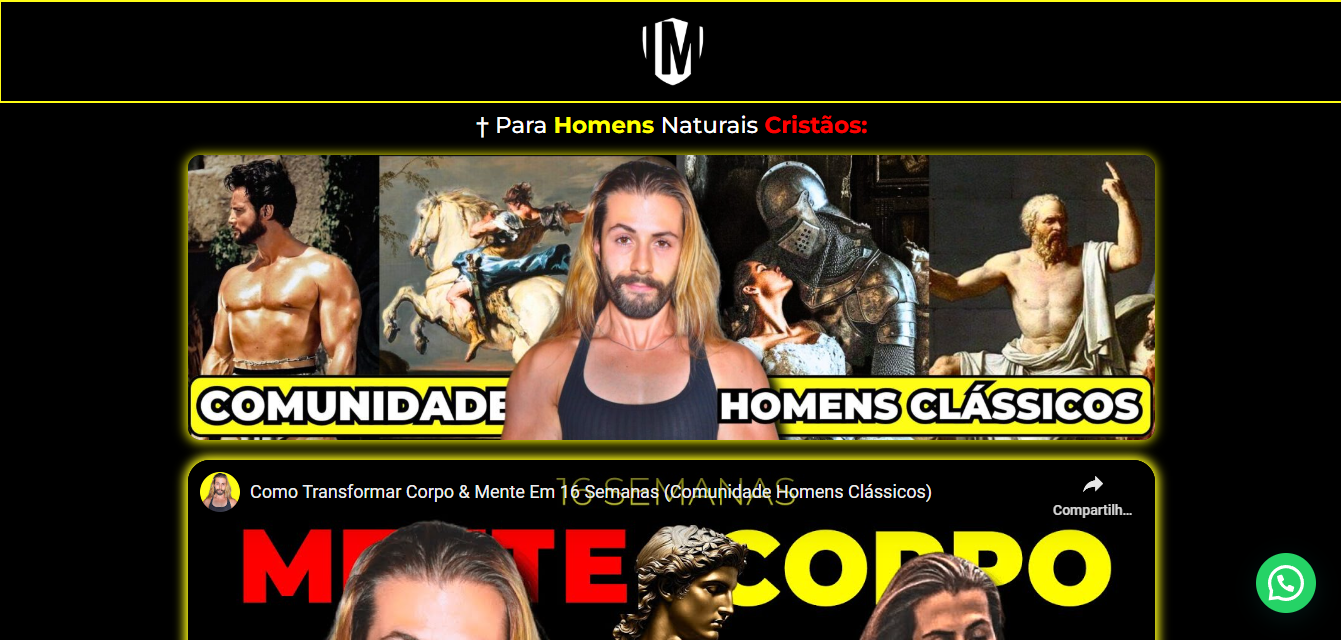 M
† Para Homens Naturais Cristãos:
COMUNIDADE HOMENS CLÁSSICOS
Como Transformar Corpo & Mente Em 16 Semanas (Comunidade Homens Clássicos)
16 SEMANAS
Compartilh...
MENTE CORPO